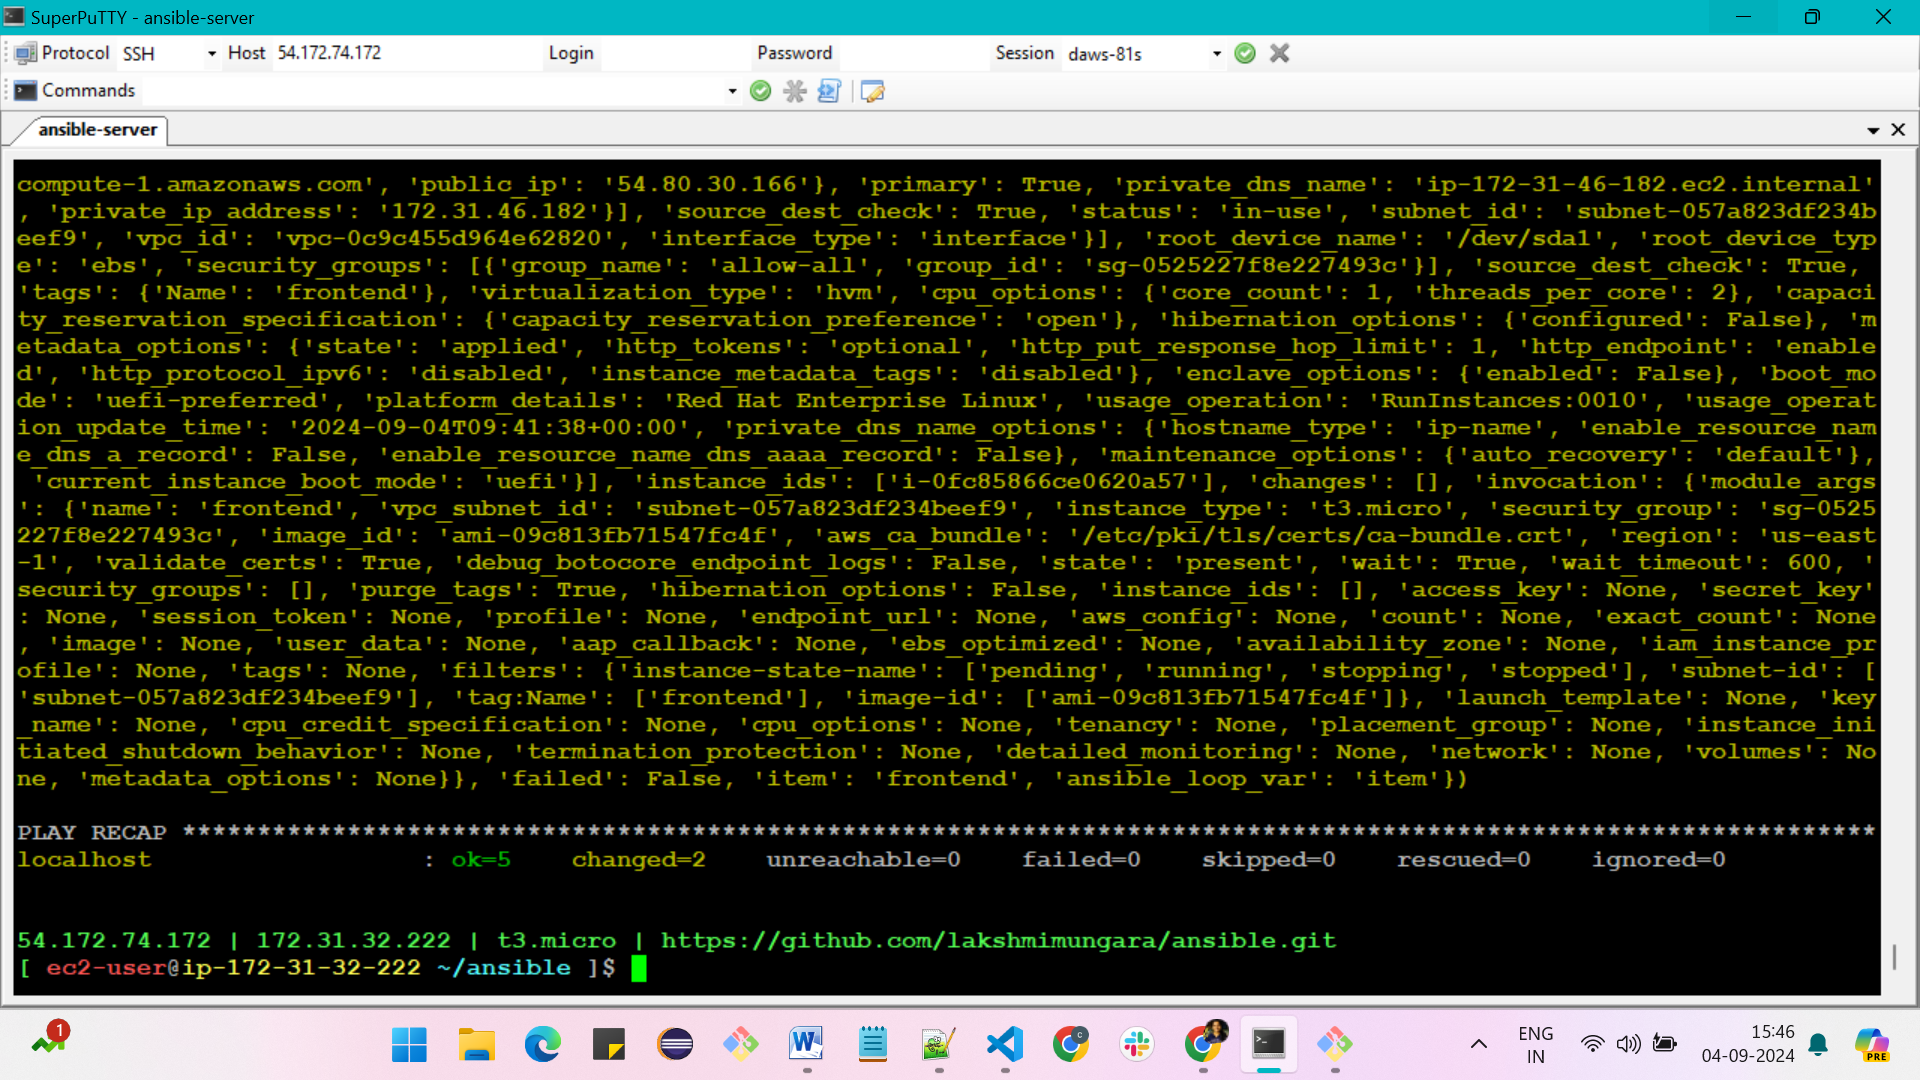 SuperPuTTY - ansible-server
Protocol SSH Host 54.172.74.172 Login Password Session daws-81s
Commands
ansible-server
compute-1.amazonaws.com', 'public_ip': '54.80.30.166'}, 'primary': True, 'private_dns_name': 'ip-172-31-46-182.ec2.internal'
, 'private_ip_address': '172.31.46.182'}], 'source_dest_check': True, 'status': 'in-use', 'subnet_id': 'subnet-057a823df234b
eef9', 'vpc_id': 'vpc-0c9c455d964e62820', 'interface_type': 'interface'}], 'root_device_name': '/dev/sda1', 'root_device_typ
e': 'ebs', 'security_groups': [{'group_name': 'allow-all', 'group_id': 'sg-0525227f8e227493c'}], 'source_dest_check': True,
'tags': {'Name': 'frontend'}, 'virtualization_type': 'hvm', 'cpu_options': {'core_count': 1, 'threads_per_core': 2}, 'capaci
ty_reservation_specification': {'capacity_reservation_preference': 'open'}, 'hibernation_options': {'configured': False}, 'm
etadata_options': {'state': 'applied', 'http_tokens': 'optional', 'http_put_response_hop_limit': 1, 'http_endpoint': 'enable
d', 'http_protocol_ipv6': 'disabled', 'instance_metadata_tags': 'disabled'}, 'enclave_options': {'enabled': False}, 'boot_mo
de': 'uefi-preferred', 'platform_details': 'Red Hat Enterprise Linux', 'usage_operation': 'RunInstances:0010', 'usage_operat
ion_update_time': '2024-09-04T09:41:38+00:00', 'private_dns_name_options': {'hostname_type': 'ip-name', 'enable_resource_nam
e_dns_a_record': False, 'enable_resource_name_dns_aaaa_record': False}, 'maintenance_options': {'auto_recovery': 'default'},
'current_instance_boot_mode': 'uefi'}], 'instance_ids': ['i-0fc85866ce0620a57'], 'changes': [], 'invocation': {'module_args
': {'name': 'frontend', 'vpc_subnet_id': 'subnet-057a823df234beef9', 'instance_type': 't3.micro', 'security_group': 'sg-0525
227f8e227493c', 'image_id': 'ami-09c813fb71547fc4f', 'aws_ca_bundle': '/etc/pki/tls/certs/ca-bundle.crt', 'region': 'us-east
-1', 'validate_certs': True, 'debug_botocore_endpoint_logs': False, 'state': 'present', 'wait': True, 'wait_timeout': 600, '
security_groups': [], 'purge_tags': True, 'hibernation_options': False, 'instance_ids': [], 'access_key': None, 'secret_key'
: None, 'session_token': None, 'profile': None, 'endpoint_url': None, 'aws_config': None, 'count': None, 'exact_count': None
, 'image': None, 'user_data': None, 'aap_callback': None, 'ebs_optimized': None, 'availability_zone': None, 'iam_instance_pr
ofile': None, 'tags': None, 'filters': {'instance-state-name': ['pending', 'running', 'stopping', 'stopped'], 'subnet-id': [
'subnet-057a823df234beef9'], 'tag:Name': ['frontend'], 'image-id': ['ami-09c813fb71547fc4f']}, 'launch_template': None, 'key
_name': None, 'cpu_credit_specification': None, 'cpu_options': None, 'tenancy': None, 'placement_group': None, 'instance_ini
tiated_shutdown_behavior': None, 'termination_protection': None, 'detailed_monitoring': None, 'network': None, 'volumes': No
ne, 'metadata_options': None}}, 'failed': False, 'item': 'frontend', 'ansible_loop_var': 'item'})
PLAY RECAP *****************************************************************************************************************
localhost : ok=5 changed=2 unreachable=0 failed=0 skipped=0 rescued=0 ignored=0
54.172.74.172 | 172.31.32.222 | t3.micro | https://github.com/lakshmimungara/ansible.git
[ ec2-user@ip-172-31-32-222 ~/ansible ]$
1
ENG
IN
15:46
04-09-2024
PRE